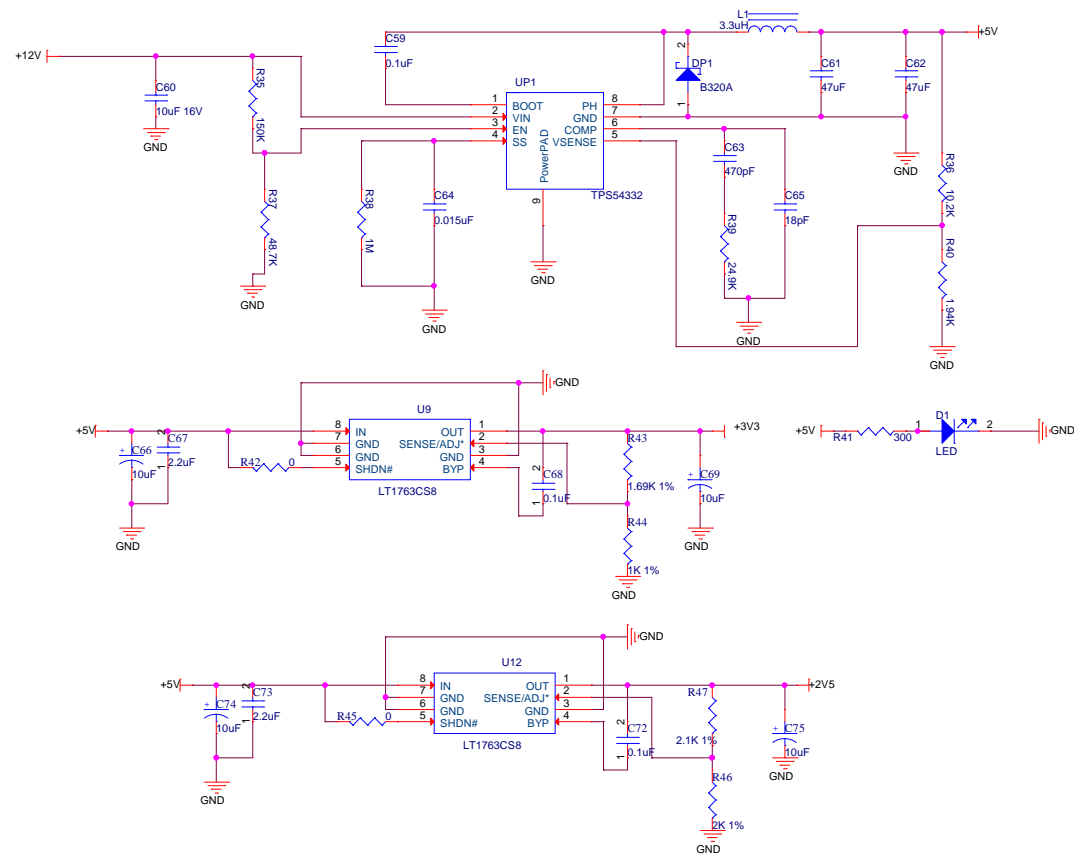 L1
3.3uH
+5V
C59
0.1uF
+12V
2
DP1
B320A
1
C61
47uF
C62
47uF
C60
10uF 16V
GND
R35
150K
UP1
1 BOOT PH 8
2 VIN GND 7
3 EN COMP 6
4 SS VSENSE 5
PowerPAD
9
TPS54332
GND
C63
470pF
GND
R36
10.2K
R37
48.7K
GND
R38
1M
C64
0.015uF
GND
C65
18pF
R39
24.9K
GND
R40
1.94K
GND
GND
U9
+5V
C66
10uF
2
C67
2.2uF
1
GND
R42 0
8 IN OUT 1
7 GND SENSE/ADJ* 2
6 GND GND 3
5 SHDN# BYP 4
LT1763CS8
2
C68
0.1uF
1
R43
1.69K 1%
R44
1K 1%
GND
+3V3
C69
10uF
GND
+5V
R41 300
1
D1
2
LED
GND
GND
U12
+5V
C74
10uF
2
C73
2.2uF
1
GND
R45 0
8 IN OUT 1
7 GND SENSE/ADJ* 2
6 GND GND 3
5 SHDN# BYP 4
LT1763CS8
2
C72
0.1uF
1
R47
2.1K 1%
R46
2K 1%
GND
+2V5
C75
10uF
GND